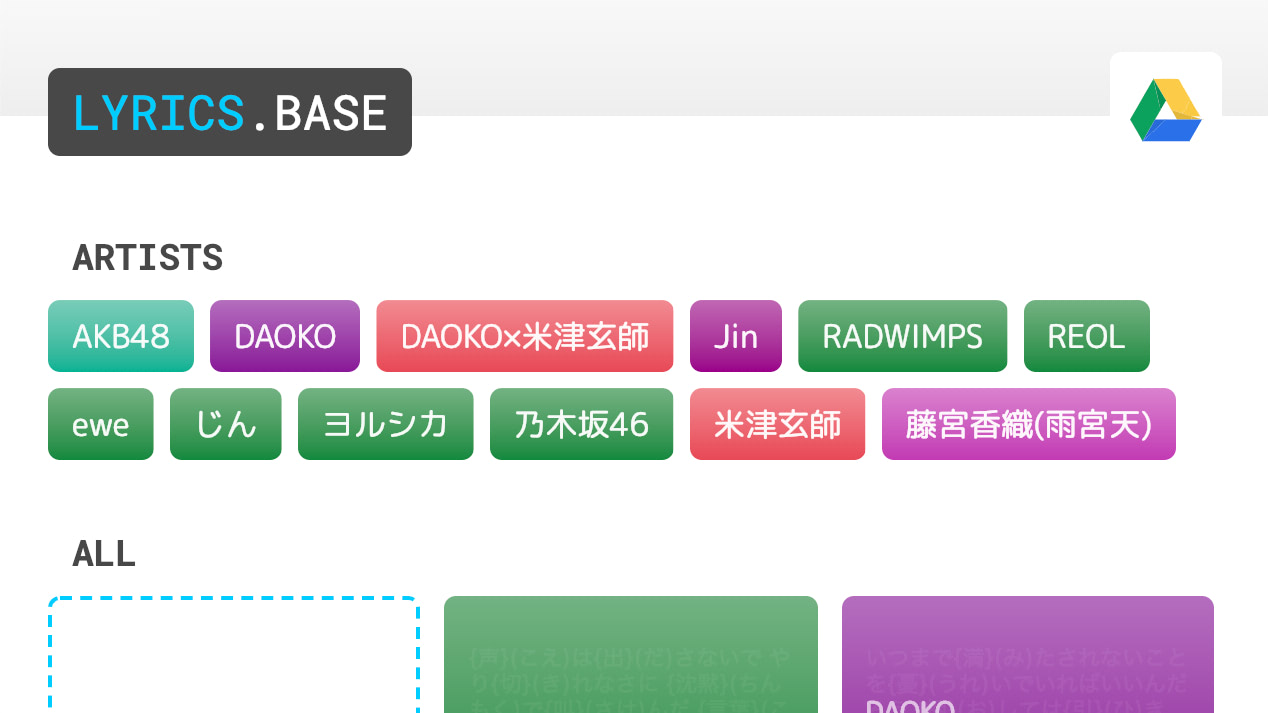 LYRICS.BASE
ARTISTS
AKB48 DAOKO DAOKO×米津玄師 Jin RADWIMPS REOL
ewe じん ヨルシカ 乃木坂46 米津玄師 藤宮香織(雨宮天)
ALL
{声}(こえ)は{出}(だ)さないで や
り{切}(き)れなさに {沈黙}(ちん
いつまで{満}(み)たされないこと
を{憂}(うれ)いでいればいいんだ
DAOKO